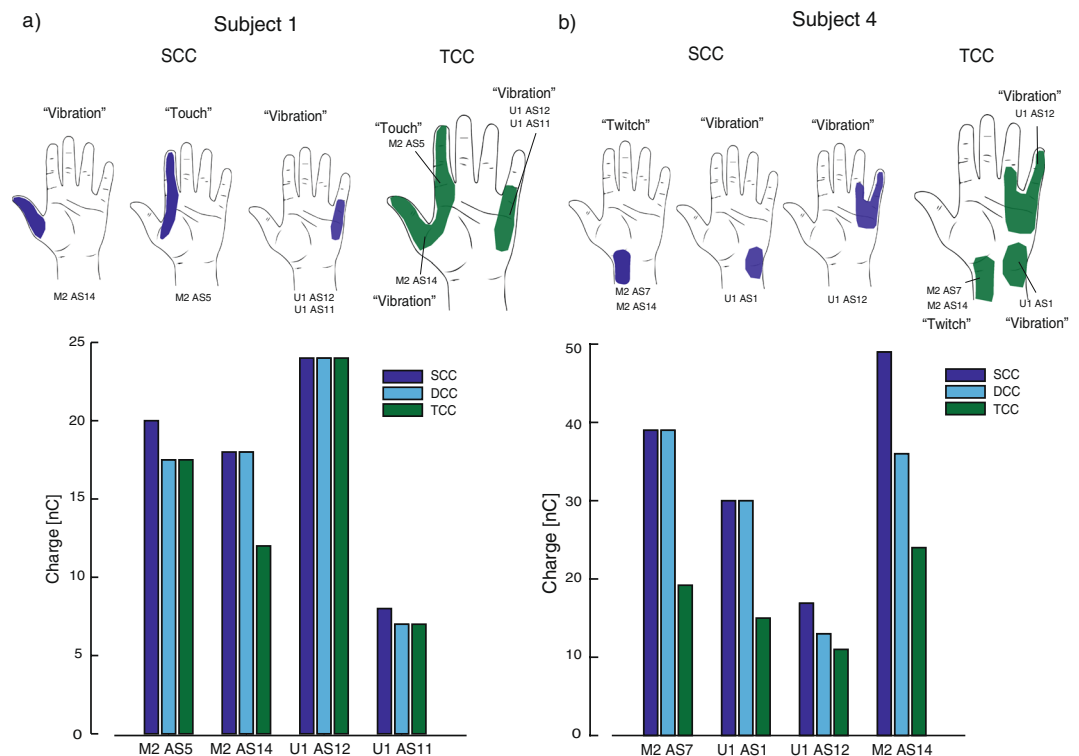 a)
Subject 1
SCC
TCC
“Vibration”
“Touch”
“Vibration”
“Vibration”
U1 AS12
U1 AS11
“Touch”
M2 AS5
M2 AS14
M2 AS5
U1 AS12
U1 AS11
M2 AS14
“Vibration”
b)
Subject 4
SCC
TCC
“Twitch”
“Vibration”
“Vibration”
“Vibration”
U1 AS12
M2 AS7
M2 AS14
U1 AS1
U1 AS12
M2 AS7
M2 AS14
U1 AS1
“Twitch”
“Vibration”
25
20
15
10
5
0
Charge [nC]
SCC
DCC
TCC
M2 AS5
M2 AS14
U1 AS12
U1 AS11
50
40
30
20
10
0
Charge [nC]
SCC
DCC
TCC
M2 AS7
U1 AS1
U1 AS12
M2 AS14